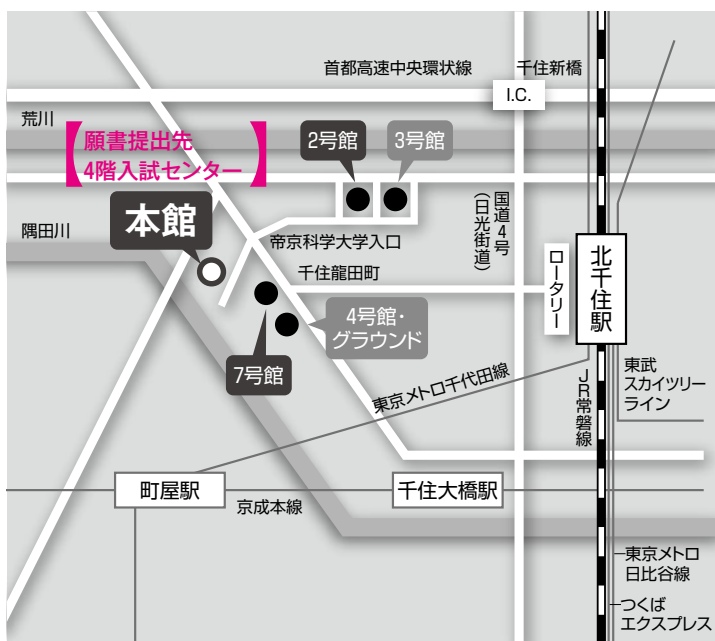 首都高速中央環状線
千住新橋
I.C.
荒川
【願書提出先
4階入試センター】
2号館
3号館
本館
隅田川
帝京科学大学入口
国道4号
(日光街道)
千住龍田町
ロータリー
北千住駅
4号館・
グラウンド
7号館
東京メトロ千代田線
JR常磐線
東武
スカイツリー
ライン
町屋駅
千住大橋駅
京成本線
東京メトロ
日比谷線
つくば
エクスプレス